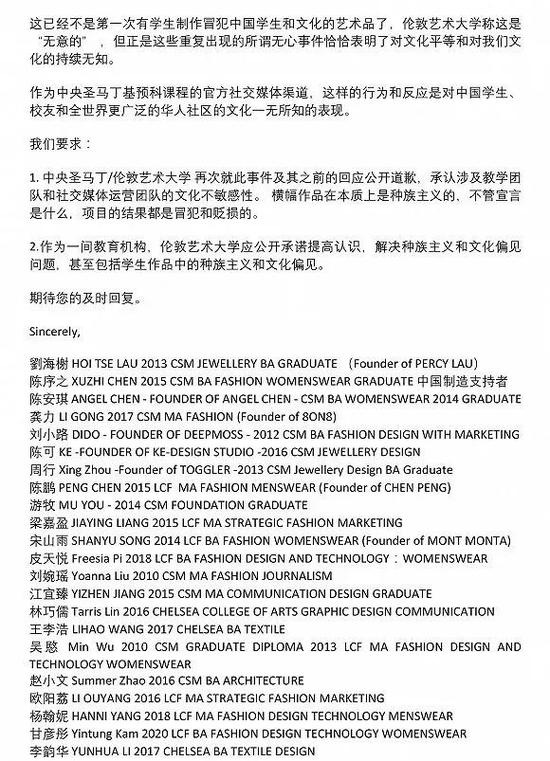 这已经不是第一次有学生制作冒犯中国学生和文化的艺术品了，伦敦艺术大学称这是
“无意的”，但正是这些重复出现的所谓无心事件恰恰表明了对文化平等和对我们文
化的持续无知。
作为中央圣马丁基预科课程的官方社交媒体渠道，这样的行为和反应是对中国学生、
校友和全世界更广泛的华人社区的文化一无所知的表现。
我们要求：
1. 中央圣马丁/伦敦艺术大学 再次就此事件及其之前的回应公开道歉，承认涉及教学团
队和社交媒体运营团队的文化不敏感性。 横幅作品在本质上是种族主义的，不管宣言
是什么，项目的结果都是冒犯和贬损的。
2.作为一间教育机构，伦敦艺术大学应公开承诺提高认识，解决种族主义和文化偏见
问题，甚至包括学生作品中的种族主义和文化偏见。
期待您的及时回复。
Sincerely,
劉海榭 HOI TSE LAU 2013 CSM JEWELLERY BA GRADUATE （Founder of PERCY LAU）
陈序之 XUZHI CHEN 2015 CSM BA FASHION WOMENSWEAR GRADUATE 中国制造支持者
陈安琪 ANGEL CHEN - FOUNDER OF ANGEL CHEN - CSM BA WOMENSWEAR 2014 GRADUATE
龚力 LI GONG 2017 CSM MA FASHION (Founder of 8ON8)
刘小路 DIDO - FOUNDER OF DEEPMOSS - 2012 CSM BA FASHION DESIGN WITH MARKETING
陈可 KE -FOUNDER OF KE-DESIGN STUDIO -2016 CSM JEWELLERY DESIGN
周行 Xing Zhou -Founder of TOGGLER -2013 CSM Jewellery Design BA Graduate
陈鹏 PENG CHEN 2015 LCF MA FASHION MENSWEAR (Founder of CHEN PENG)
游牧 MU YOU - 2014 CSM FOUNDATION GRADUATE
梁嘉盈 JIAYING LIANG 2015 LCF MA STRATEGIC FASHION MARKETING
宋山雨 SHANYU SONG 2014 LCF BA FASHION WOMENSWEAR (Founder of MONT MONTA)
皮天悦 Freesia Pi 2018 LCF BA FASHION DESIGN AND TECHNOLOGY：WOMENSWEAR
刘婉瑶 Yoanna Liu 2010 CSM MA FASHION JOURNALISM
江宜臻 YIZHEN JIANG 2015 CSM MA COMMUNICATION DESIGN GRADUATE
林巧儒 Tarris Lin 2016 CHELSEA COLLEGE OF ARTS GRAPHIC DESIGN COMMUNICATION
王李浩 LIHAO WANG 2017 CHELSEA BA TEXTILE
吴愍 Min Wu 2010 CSM GRADUATE DIPLOMA 2013 LCF MA FASHION DESIGN AND
TECHNOLOGY WOMENSWEAR
赵小文 Summer Zhao 2016 CSM BA ARCHITECTURE
欧阳荔 LI OUYANG 2016 LCF MA STRATEGIC FASHION MARKETING
杨翰妮 HANNI YANG 2018 LCF MA FASHION DESIGN TECHNOLOGY MENSWEAR
甘彦彤 Yintung Kam 2020 LCF BA FASHION DESIGN TECHNOLOGY WOMENSWEAR
李韵华 YUNHUA LI 2017 CHELSEA BA TEXTILE DESIGN